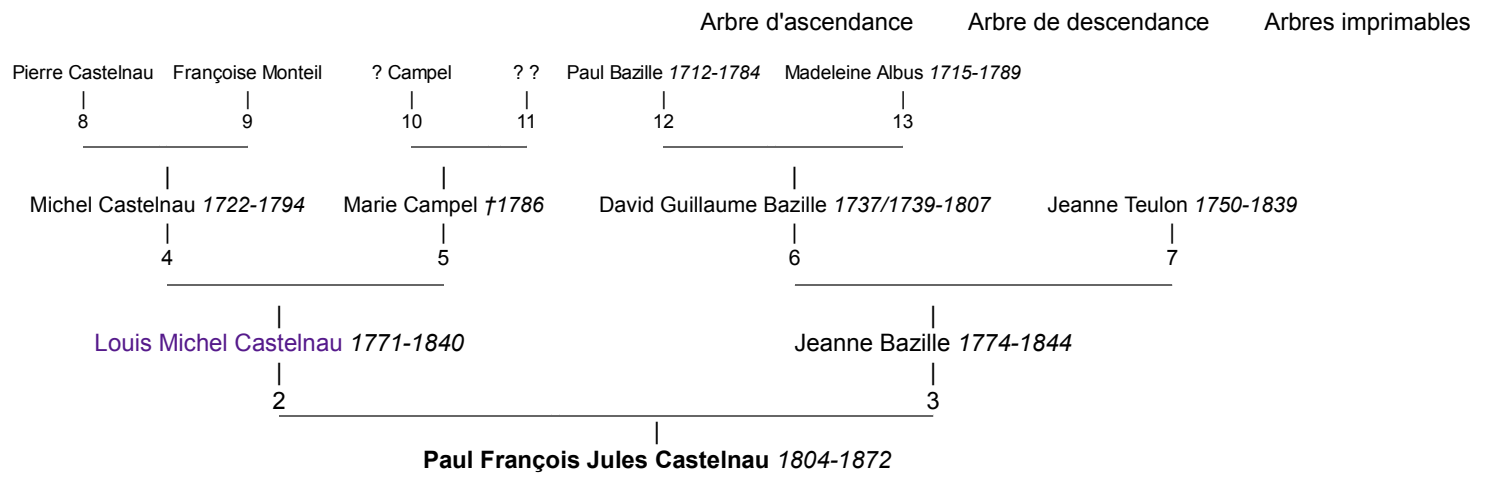 Arbre d'ascendance Arbre de descendance Arbres imprimables
Pierre Castelnau Françoise Monteil ? Campel ? ? Paul Bazille 1712-1784 Madeleine Albus 1715-1789
| | | | | |
8 9 10 11 12 13
| | |
Michel Castelnau 1722-1794 Marie Campel †1786 David Guillaume Bazille 1737/1739-1807 Jeanne Teulon 1750-1839
| | | |
4 5 6 7
| |
Louis Michel Castelnau 1771-1840 Jeanne Bazille 1774-1844
| |
2 3
|
Paul François Jules Castelnau 1804-1872